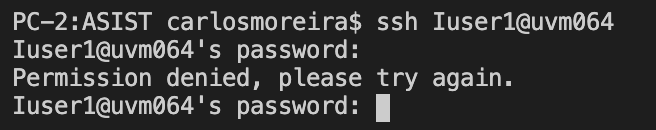 PC-2:ASIST carlosmoreira$ ssh Iuser1@uvm064
Iuser1@uvm064's password:
Permission denied, please try again.
Iuser1@uvm064's password: